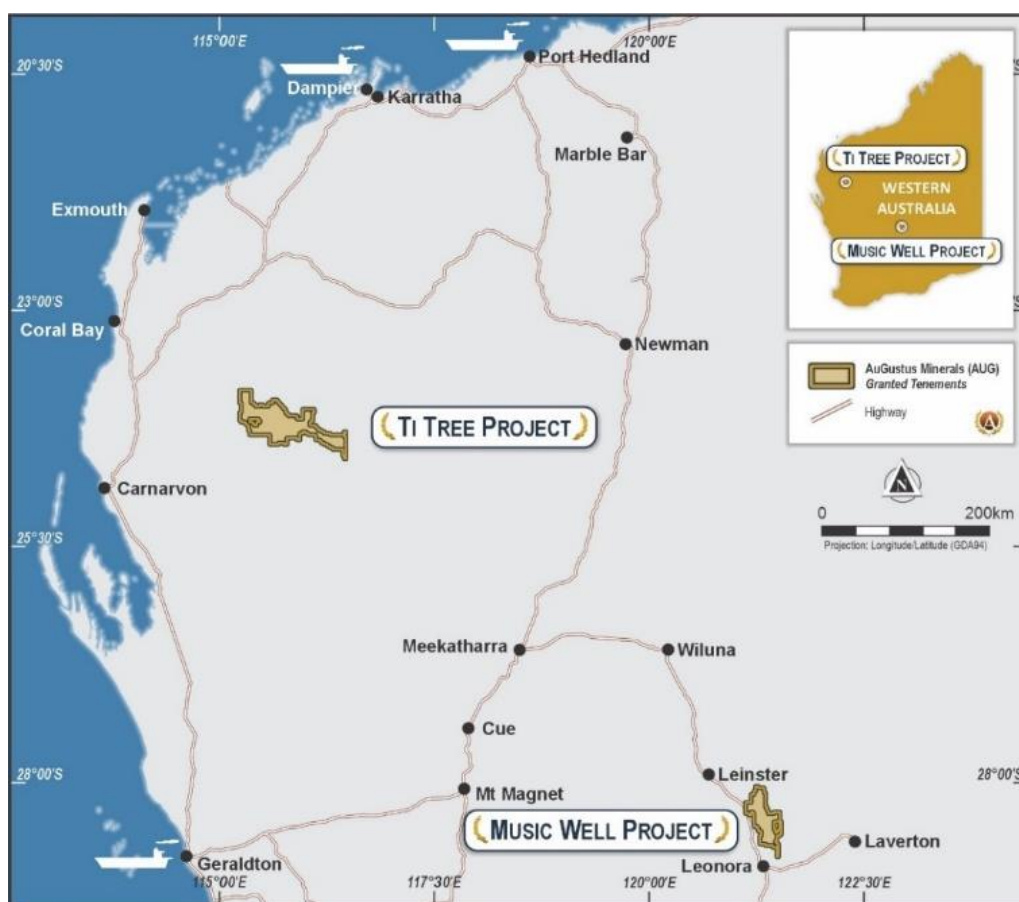 115°00'E
120°00'E
20°30'S
Port Hedland
Dampier
Karratha
Marble Bar
Exmouth
TI TREE PROJECT
WESTERN
AUSTRALIA
MUSIC WELL PROJECT
23°00'S
Coral Bay
Newman
AuGustus Minerals (AUG)
Granted Tenements
Highway
A
TI TREE PROJECT
N
Carnarvon
0 200km
Projection: Longitude/Latitude (GDA94)
25°30'S
Meekatharra
Wiluna
Cue
28°00'S
Leinster
28°00'S
Mt Magnet
MUSIC WELL PROJECT
Laverton
Geraldton
Leonora
115°00'E
117°30'E
120°00'E
122°30'E